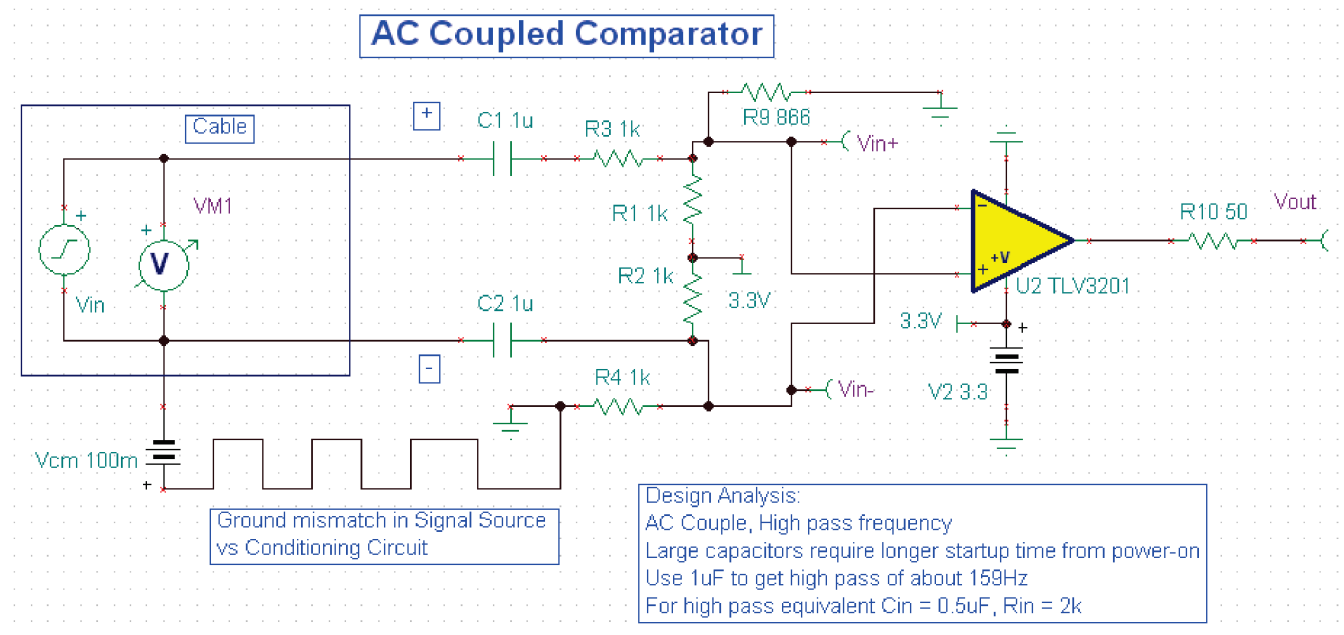 AC Coupled Comparator
R9 866
Cable
+
C1 1u
R3 1k
Vin+
VM1
+
+
V
R1 1k
R10 50
Vout
Vin
R2 1k
3.3V
-
+
+V
U2 TLV3201
C2 1u
3.3V
+
-
R4 1k
Vin-
V2 3.3
Vcm 100m
+
Ground mismatch in Signal Source
vs Conditioning Circuit
Design Analysis:
AC Couple, High pass frequency
Large capacitors require longer startup time from power-on
Use 1uF to get high pass of about 159Hz
For high pass equivalent Cin = 0.5uF, Rin = 2k